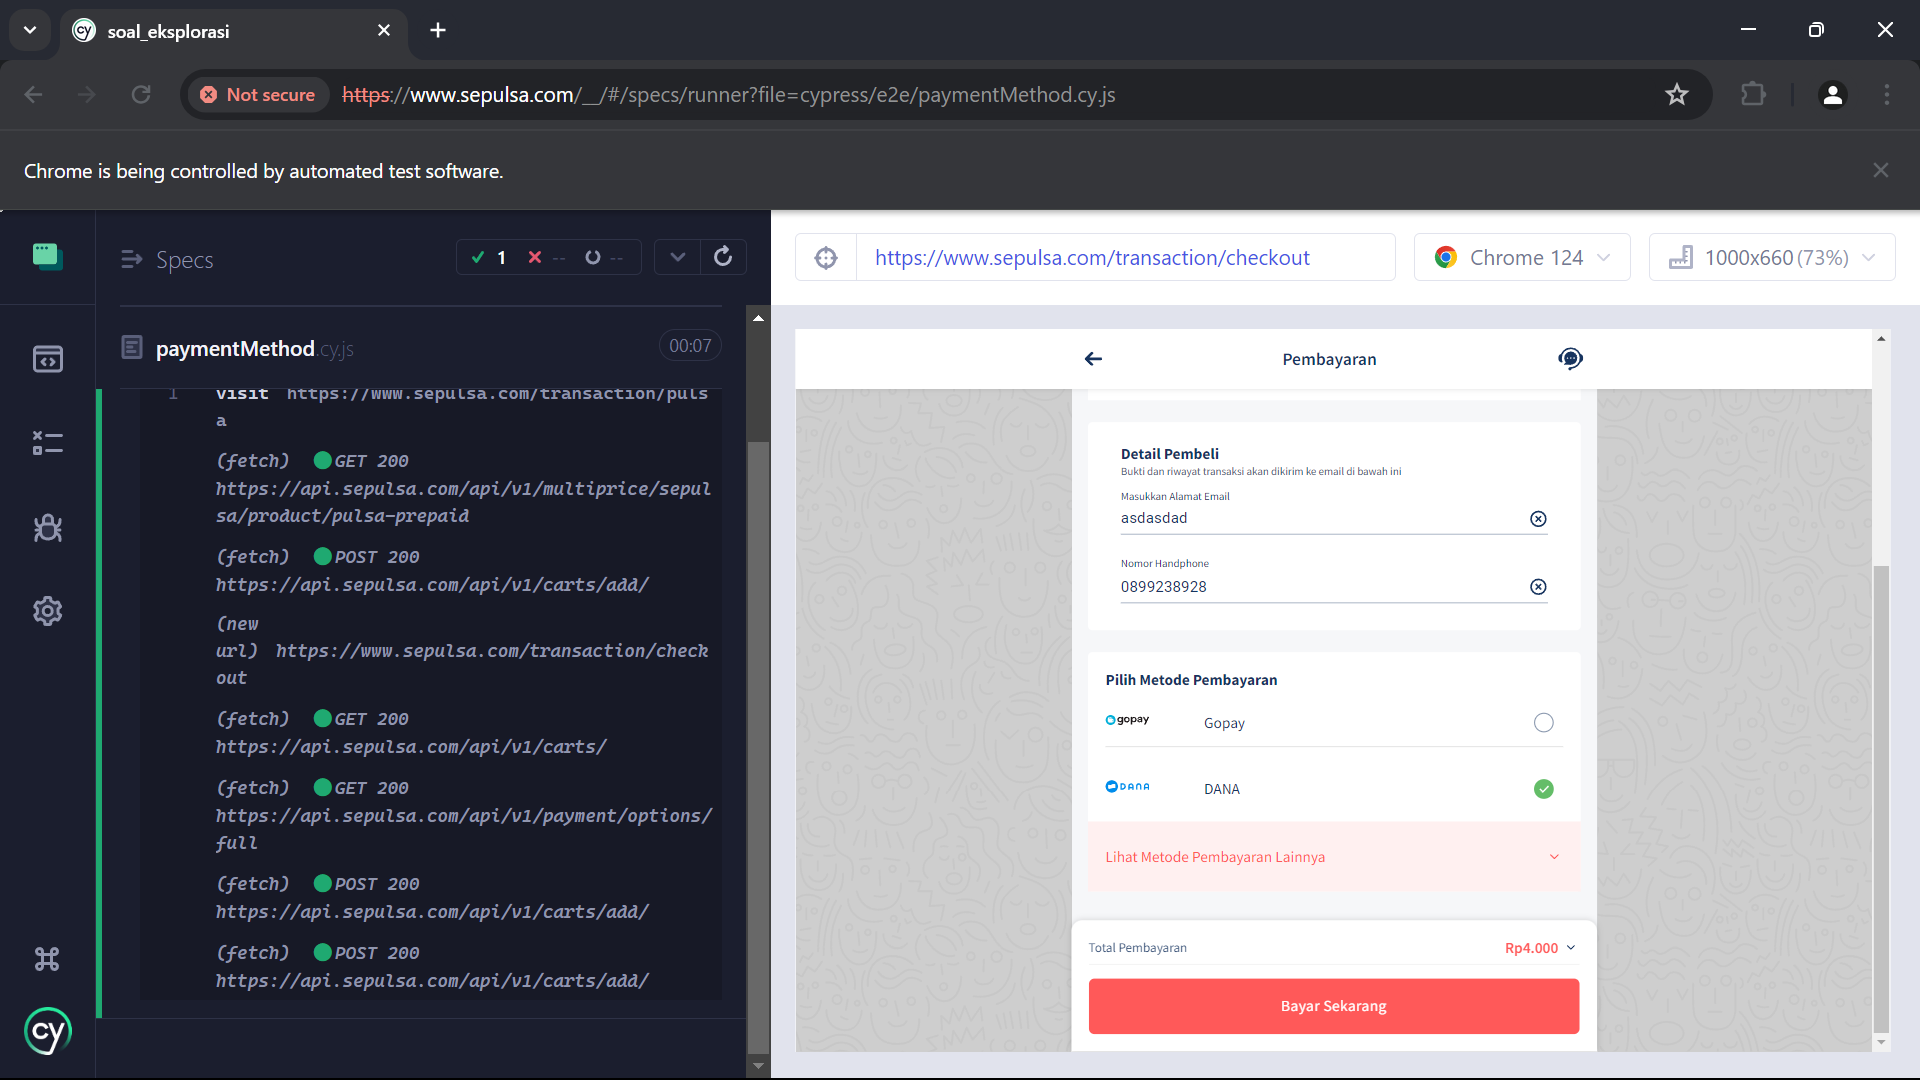 soal_eksplorasi
Not secure
https://www.sepulsa.com/__/#/specs/runner?file=cypress/e2e/paymentMethod.cy.js
Chrome is being controlled by automated test software.
Specs
1
--
--
paymentMethod.cy.js
00:07
1 visit https://www.sepulsa.com/transaction/puls
a
(fetch) GET 200
https://api.sepulsa.com/api/v1/multiprice/sepul
sa/product/pulsa-prepaid
(fetch) POST 200
https://api.sepulsa.com/api/v1/carts/add/
(new
url) https://www.sepulsa.com/transaction/check
out
(fetch) GET 200
https://api.sepulsa.com/api/v1/carts/
(fetch) GET 200
https://api.sepulsa.com/api/v1/payment/options/
full
(fetch) POST 200
https://api.sepulsa.com/api/v1/carts/add/
(fetch) POST 200
https://api.sepulsa.com/api/v1/carts/add/
cy
https://www.sepulsa.com/transaction/checkout
Chrome 124
1000x660 (73%)
Pembayaran
Detail Pembeli
Bukti dan riwayat transaksi akan dikirim ke email di bawah ini
Masukkan Alamat Email
asdasdad
Nomor Handphone
0899238928
Pilih Metode Pembayaran
gopay Gopay
DANA DANA
Lihat Metode Pembayaran Lainnya
Total Pembayaran Rp4.000
Bayar Sekarang